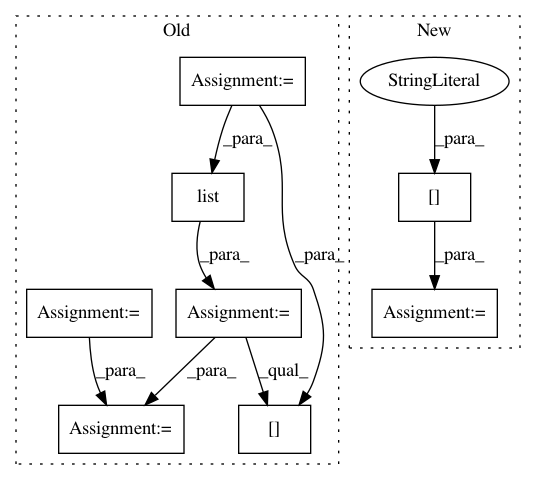 Old
New
Assignment:=
StringLiteral
_para_
_para_
list
[]
_para_
_para_
_para_
Assignment:=
Assignment:=
Assignment:=
_para_
_para_
_qual_
Assignment:=
[]